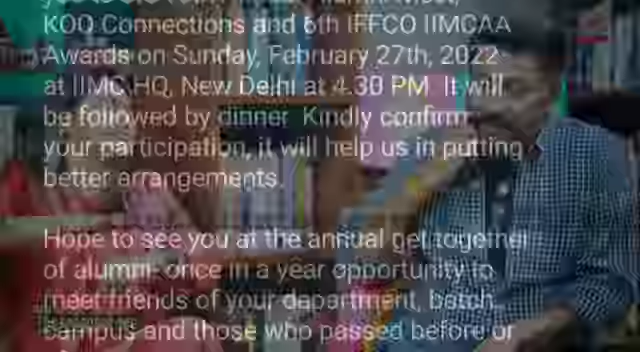 KOO Connections and 6th IFFCO IIMCAA
Awards on Sunday, February 27th, 2022
at IIMC HQ, New Delhi at 4.30 PM. It will
be followed by dinner. Kindly confirm
your participation, it will help us in putting
better arrangements.
Hope to see you at the annual get together
of alumni- once in a year opportunity to
meet friends of your department, batch,
campus and those who passed before or